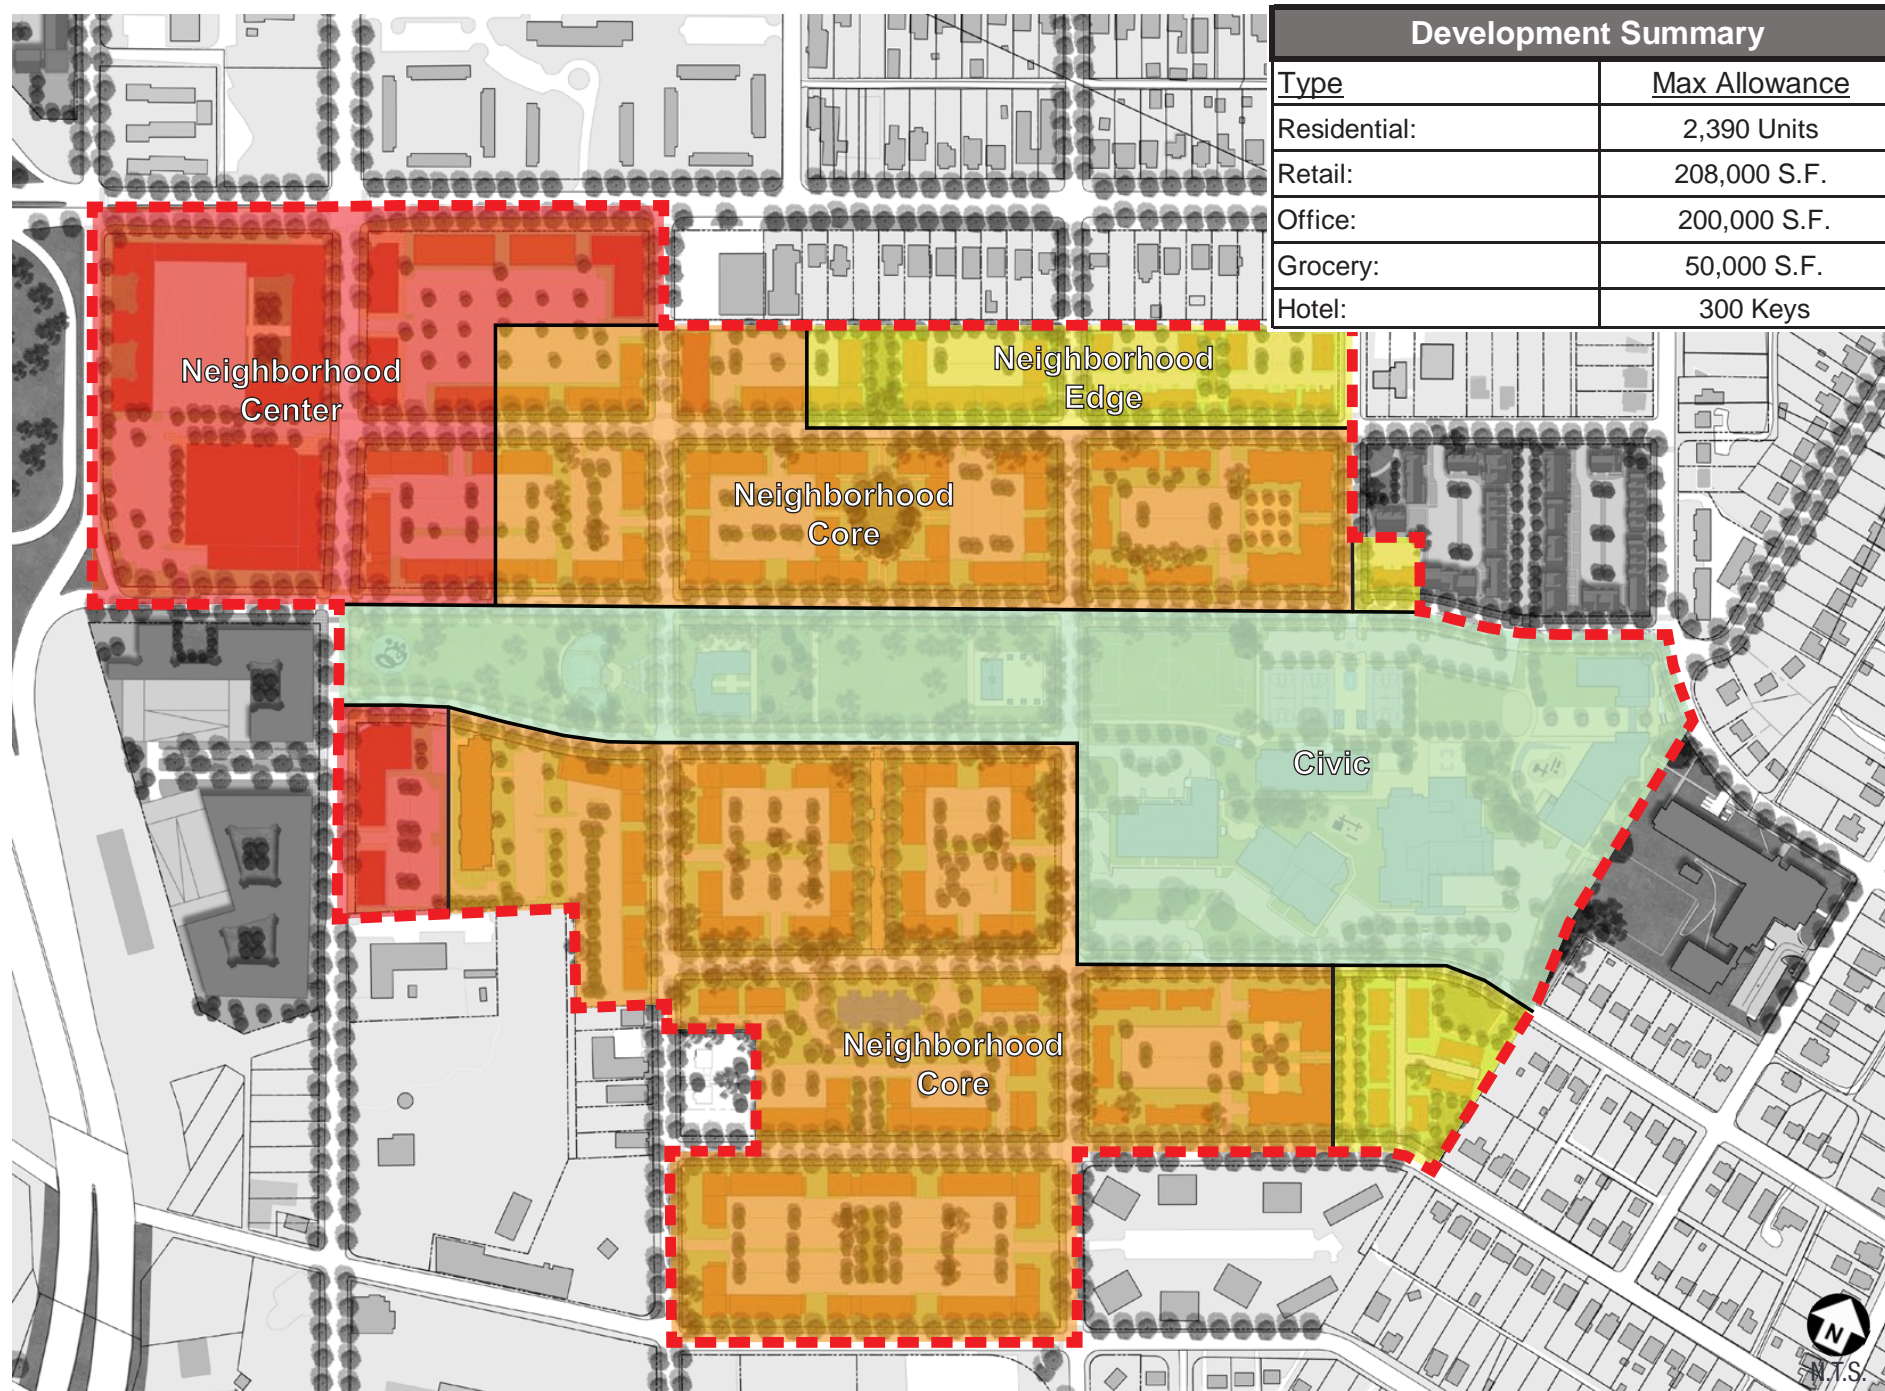 Development Summary
Type Max Allowance
Residential: 2,390 Units
Retail: 208,000 S.F.
Office: 200,000 S.F.
Grocery: 50,000 S.F.
Hotel: 300 Keys
Neighborhood
Center
Neighborhood
Edge
Neighborhood
Core
Civic
Neighborhood
Core
N
N.T.S.